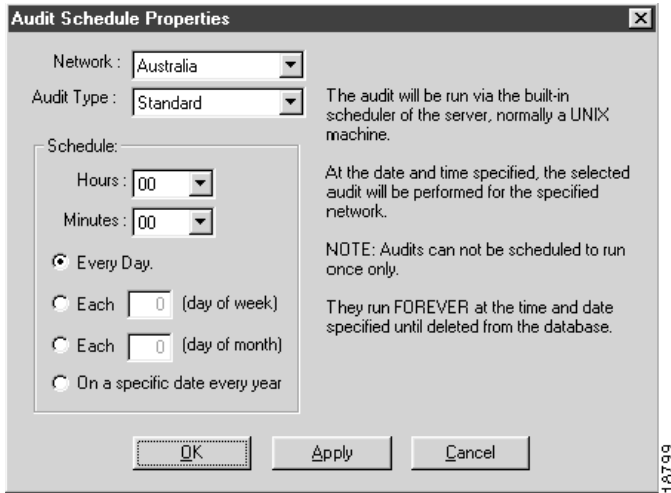 Audit Schedule Properties
Network :
Australia
Audit Type :
Standard
Schedule:
Hours :
00
Minutes :
00
Every Day.
Each 0 (day of week)
Each 0 (day of month)
On a specific date every year
The audit will be run via the built-in
scheduler of the server, normally a UNIX
machine.
At the date and time specified, the selected
audit will be performed for the specified
network.
NOTE: Audits can not be scheduled to run
once only.
They run FOREVER at the time and date
specified until deleted from the database.
OK
Apply
Cancel
16799